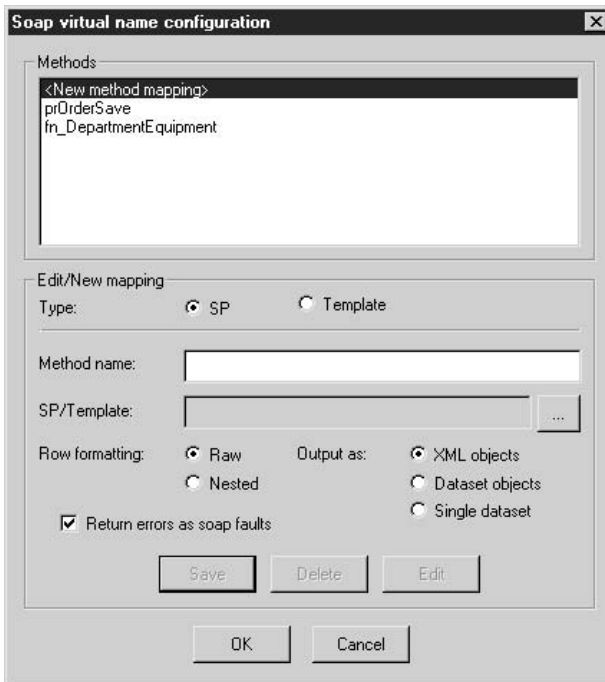 Soap virtual name configuration
Methods
<New method mapping>
prOrderSave
fn_DepartmentEquipment
Edit/New mapping
Type: SP Template
Method name:
SP/Template: ...
Row formatting: Raw Output as: XML objects
Nested Dataset objects
Single dataset
Return errors as soap faults
Save Delete Edit
OK Cancel